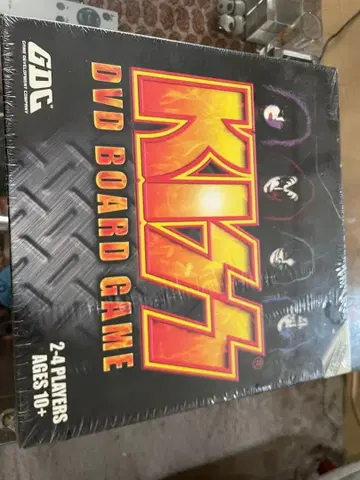 GDC
GAME DEVELOPMENT COMPANY
KISS®
DVD BOARD GAME
2-4 PLAYERS
AGES 10+